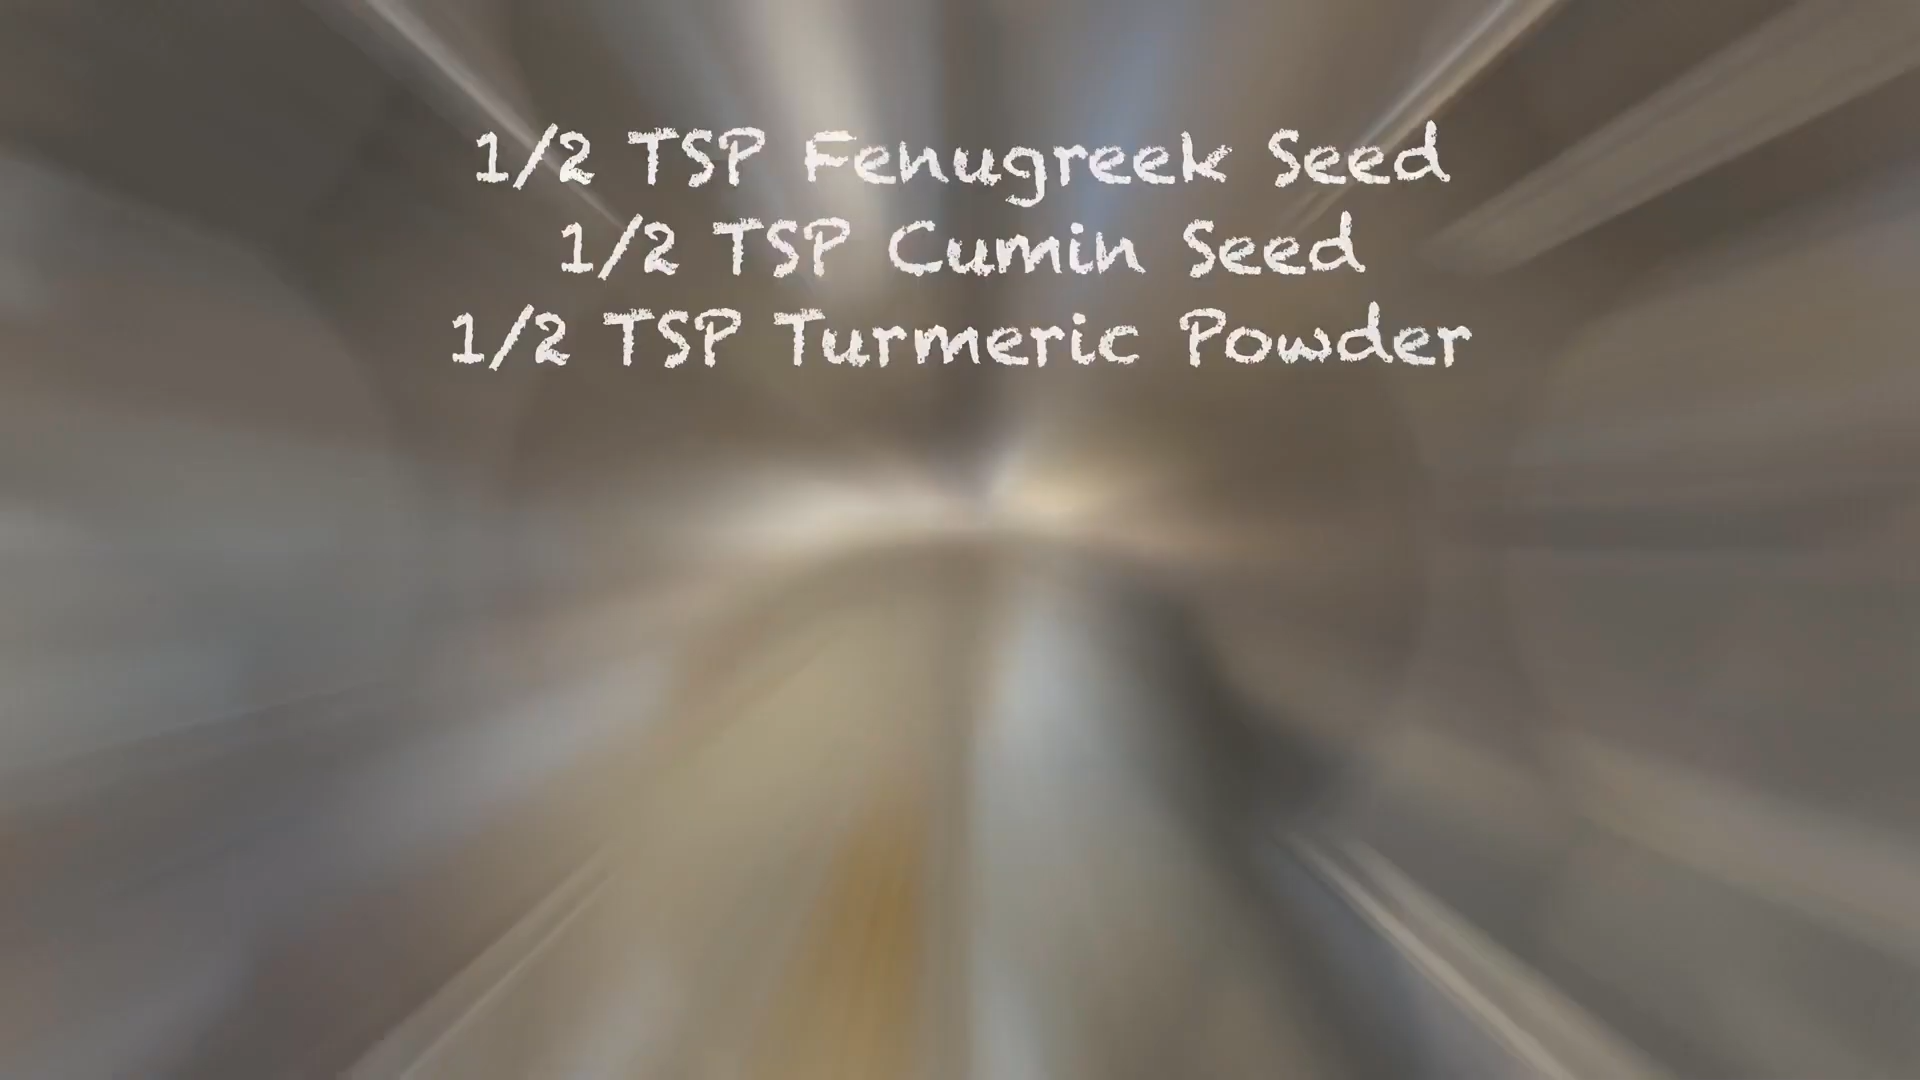 1/2 TSP Fenugreek Seed
1/2 TSP Cumin Seed
1/2 TSP Turmeric Powder